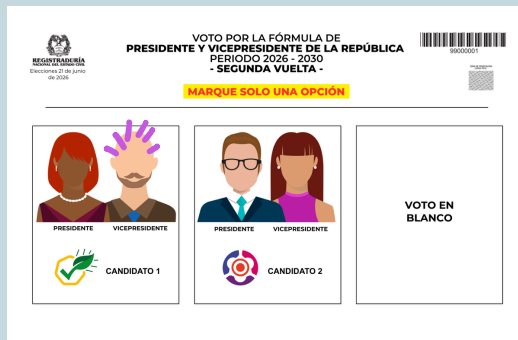 VOTO POR LA FÓRMULA DE
PRESIDENTE Y VICEPRESIDENTE DE LA REPÚBLICA
PERIODO 2026 - 2030
- SEGUNDA VUELTA -
MARQUE SOLO UNA OPCIÓN
REGISTRADURÍA
NACIONAL DEL ESTADO CIVIL
Elecciones 21 de junio
de 2026
99000001
PRESIDENTE VICEPRESIDENTE
CANDIDATO 1
PRESIDENTE VICEPRESIDENTE
CANDIDATO 2
VOTO EN
BLANCO